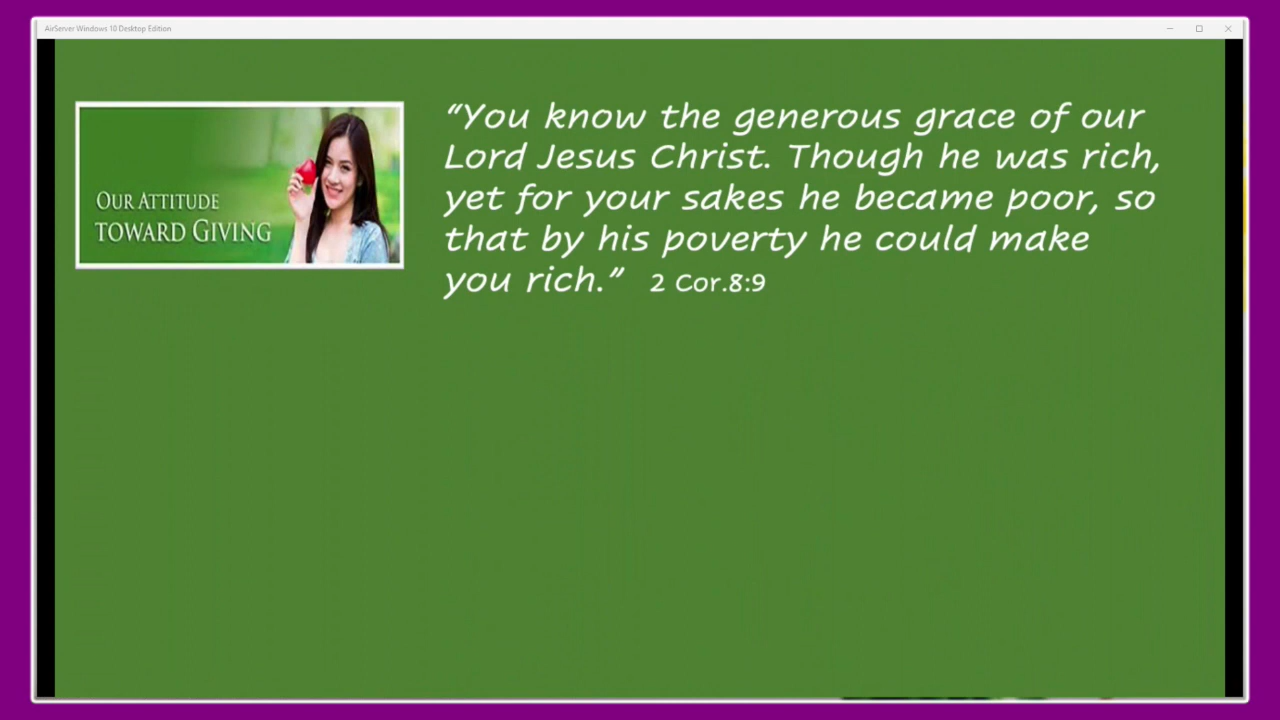 AirServer Windows 10 Desktop Edition
OUR ATTITUDE
TOWARD GIVING
“You know the generous grace of our
Lord Jesus Christ. Though he was rich,
yet for your sakes he became poor, so
that by his poverty he could make
you rich.” 2 Cor.8:9